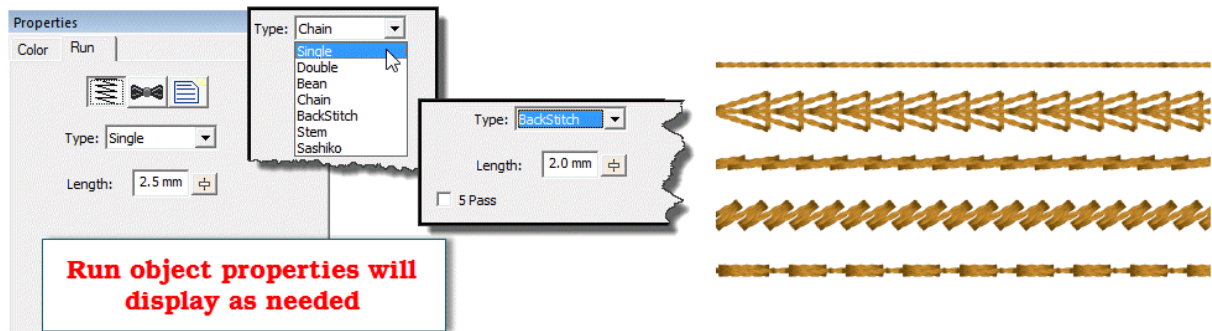 Properties
Color Run
Type: Single
Length: 2.5 mm
Type: Chain
Single
Double
Bean
Chain
BackStitch
Stem
Sashiko
Type: BackStitch
Length: 2.0 mm
5 Pass
Run object properties will
display as needed